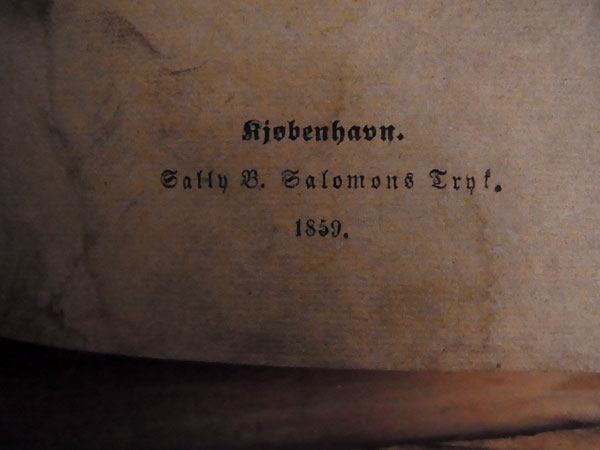 Kjøbenhavn.
Sally B. Salomons Tryk.
1859.